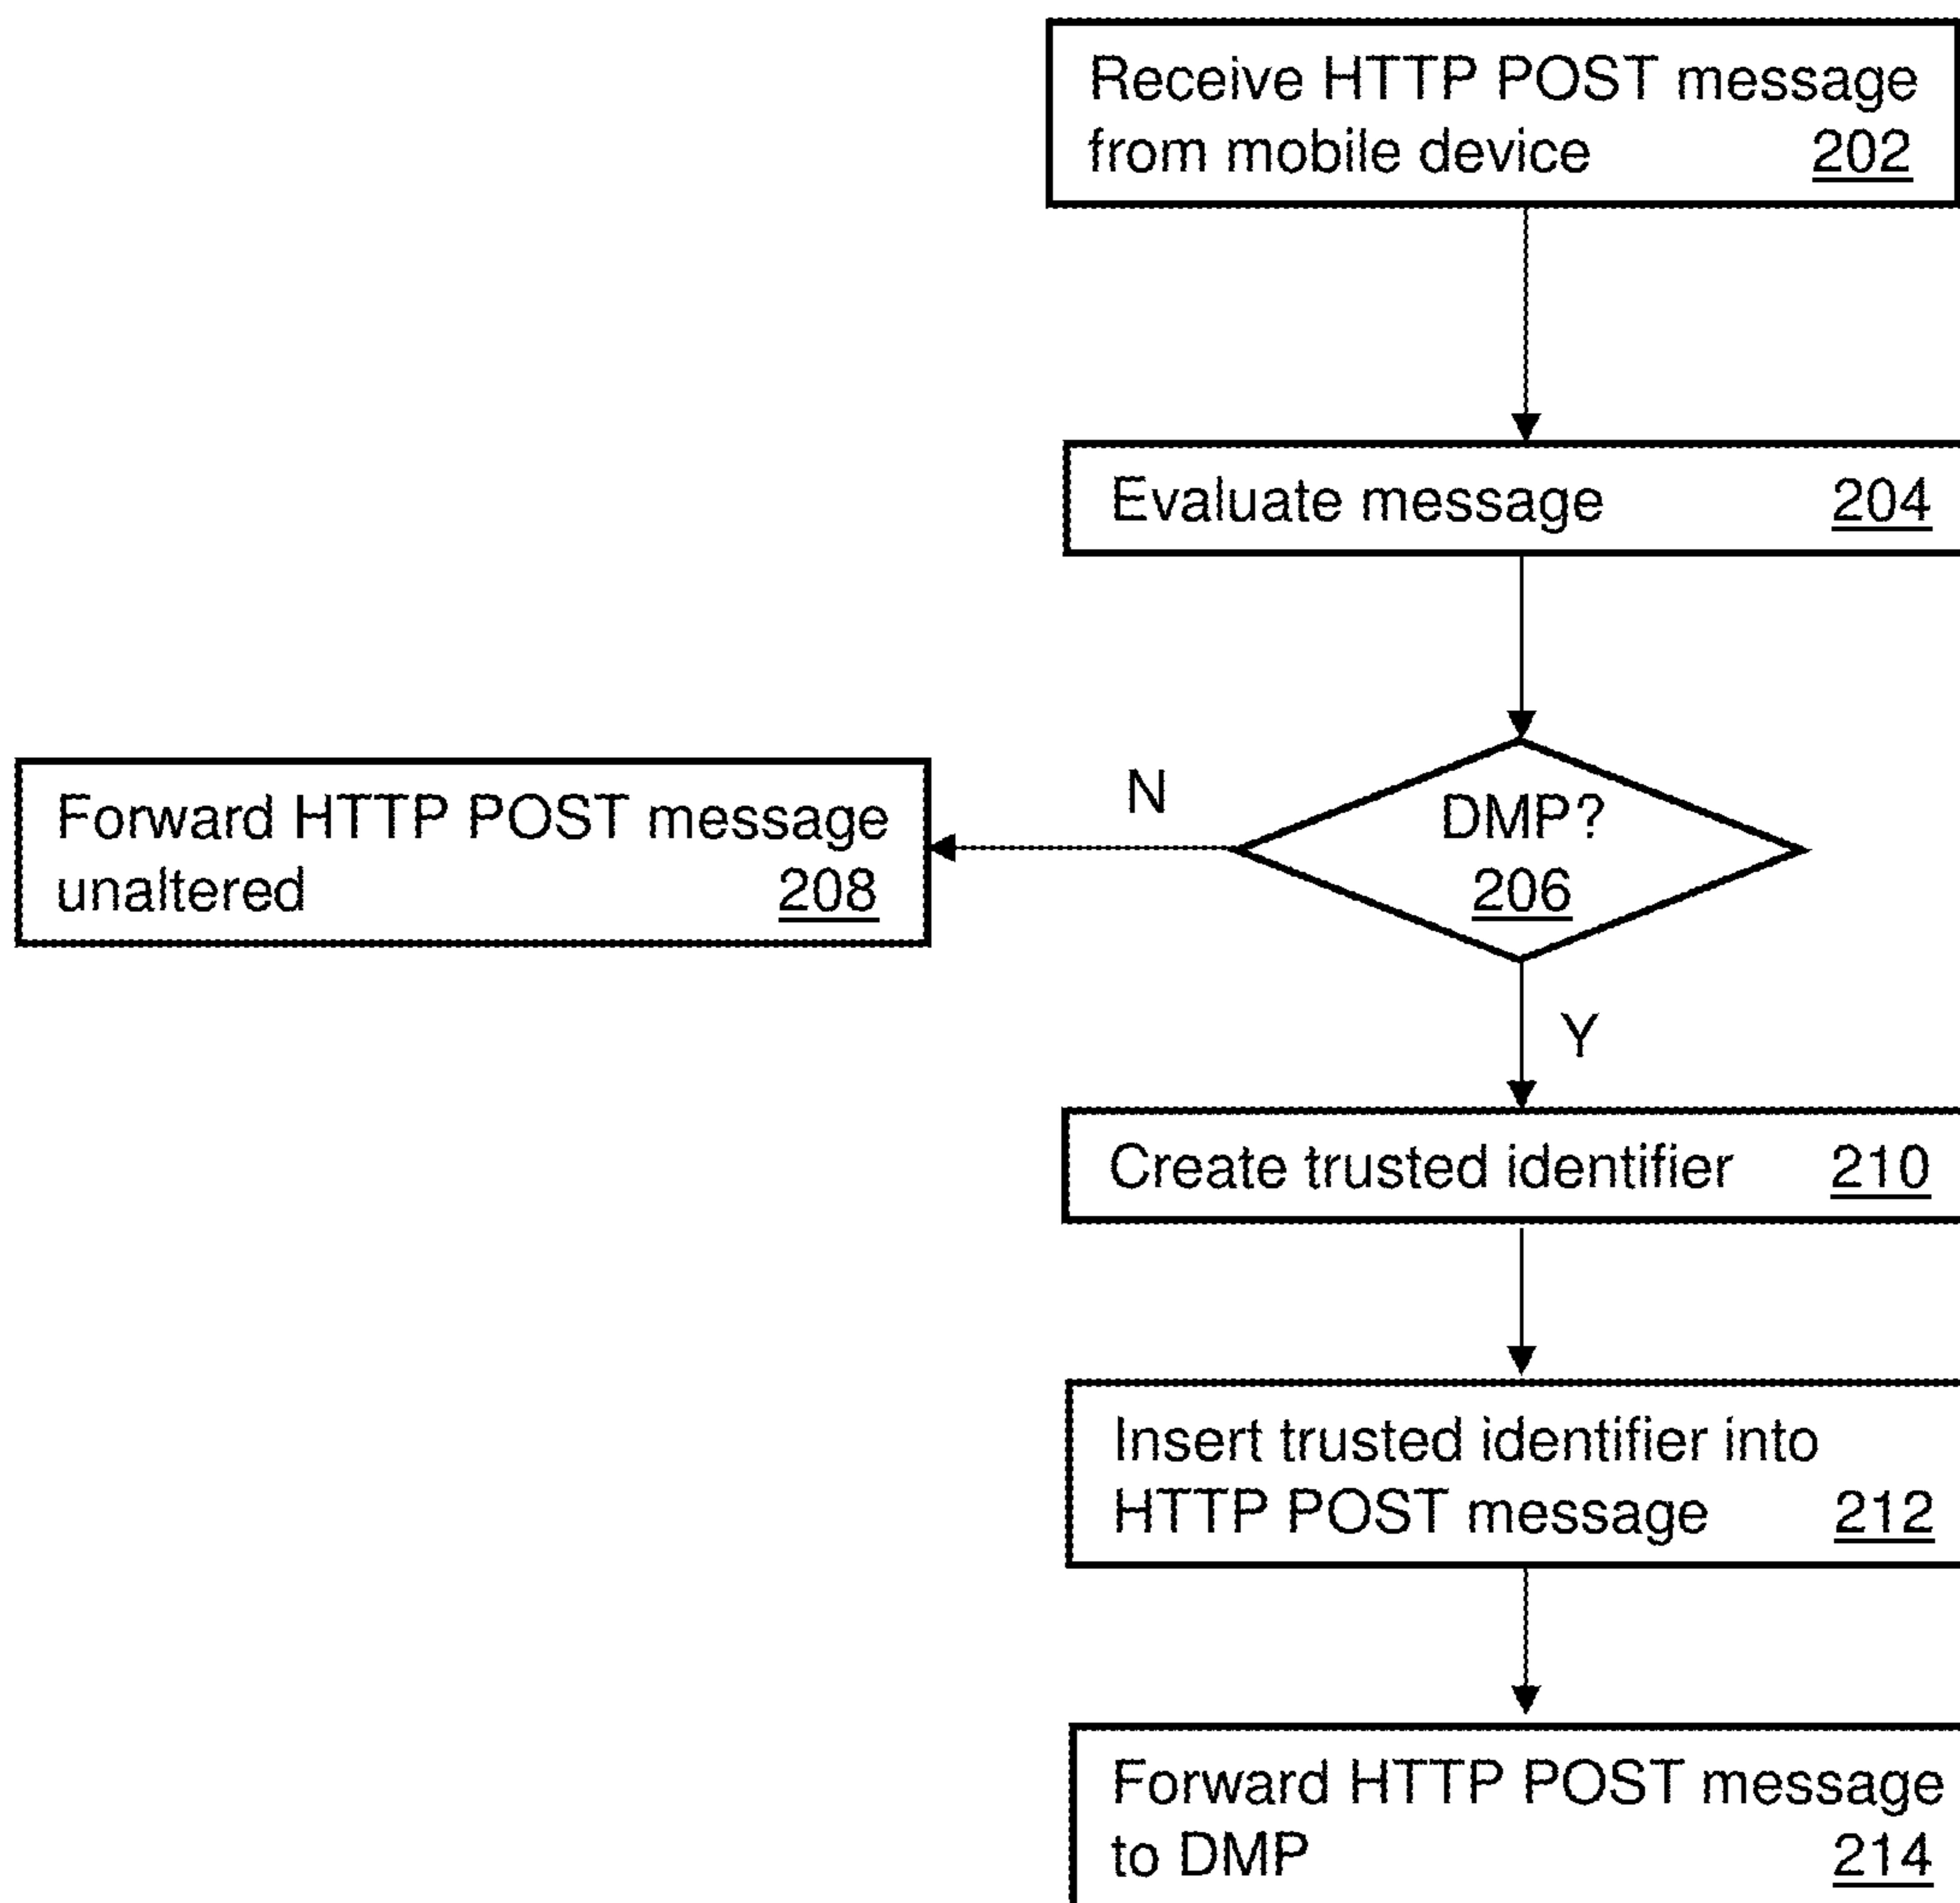 Receive HTTP POST message
from mobile device 202
Evaluate message 204
DMP?
206
N
Forward HTTP POST message
unaltered 208
Y
Create trusted identifier 210
Insert trusted identifier into
HTTP POST message 212
Forward HTTP POST message
to DMP 214